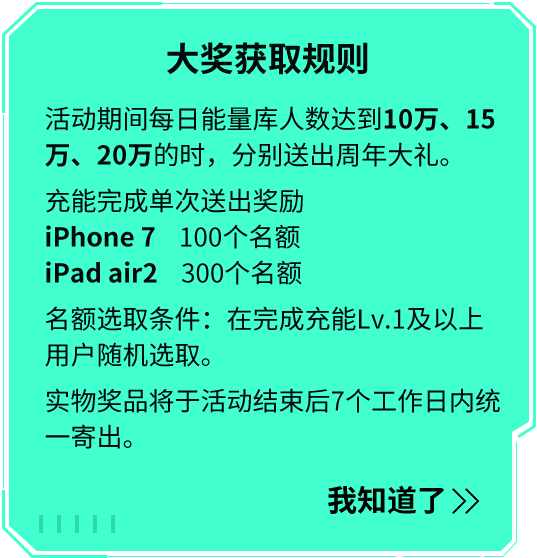 大奖获取规则
活动期间每日能量库人数达到10万、15
万、20万的时，分别送出周年大礼。
充能完成单次送出奖励
iPhone 7 100个名额
iPad air2 300个名额
名额选取条件：在完成充能Lv.1及以上
用户随机选取。
实物奖品将于活动结束后7个工作日内统
一寄出。
我知道了